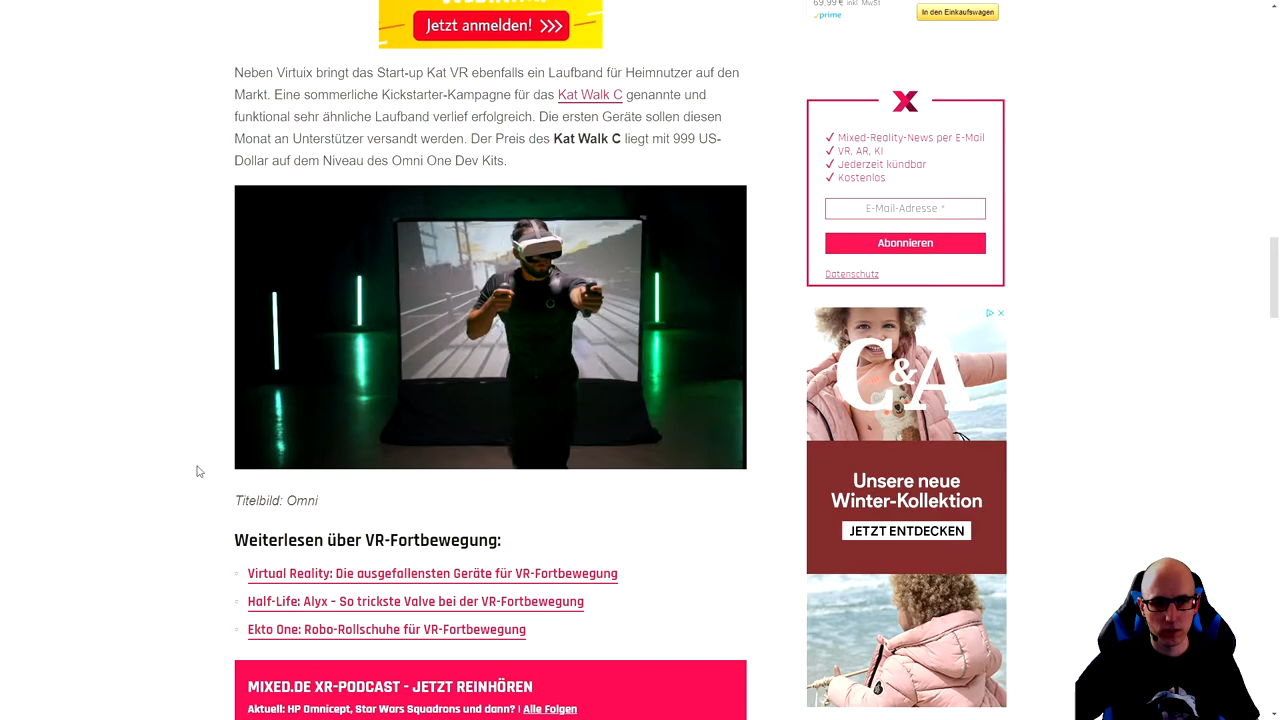 Jetzt anmelden!
Neben Virtuix bringt das Start-up Kat VR ebenfalls ein Laufband für Heimnutzer auf den
Markt. Eine sommerliche Kickstarter-Kampagne für das Kat Walk C genannte und
funktional sehr ähnliche Laufband verlief erfolgreich. Die ersten Geräte sollen diesen
Monat an Unterstützer versandt werden. Der Preis des Kat Walk C liegt mit 999 US-
Dollar auf dem Niveau des Omni One Dev Kits.
Titelbild: Omni
Weiterlesen über VR-Fortbewegung:
Virtual Reality: Die ausgefallensten Geräte für VR-Fortbewegung
Half-Life: Alyx – So trickste Valve bei der VR-Fortbewegung
Ekto One: Robo-Rollschuhe für VR-Fortbewegung
MIXED.DE XR-PODCAST - JETZT REINHÖREN
Aktuell: HP Omnicept, Star Wars Squadrons und dann? | Alle Folgen
69,99 € inkl. MwSt
prime
In den Einkaufswagen
X
✓ Mixed-Reality-News per E-Mail
✓ VR, AR, KI
✓ Jederzeit kündbar
✓ Kostenlos
E-Mail-Adresse *
Abonnieren
Datenschutz
C&A
Unsere neue
Winter-Kollektion
JETZT ENTDECKEN